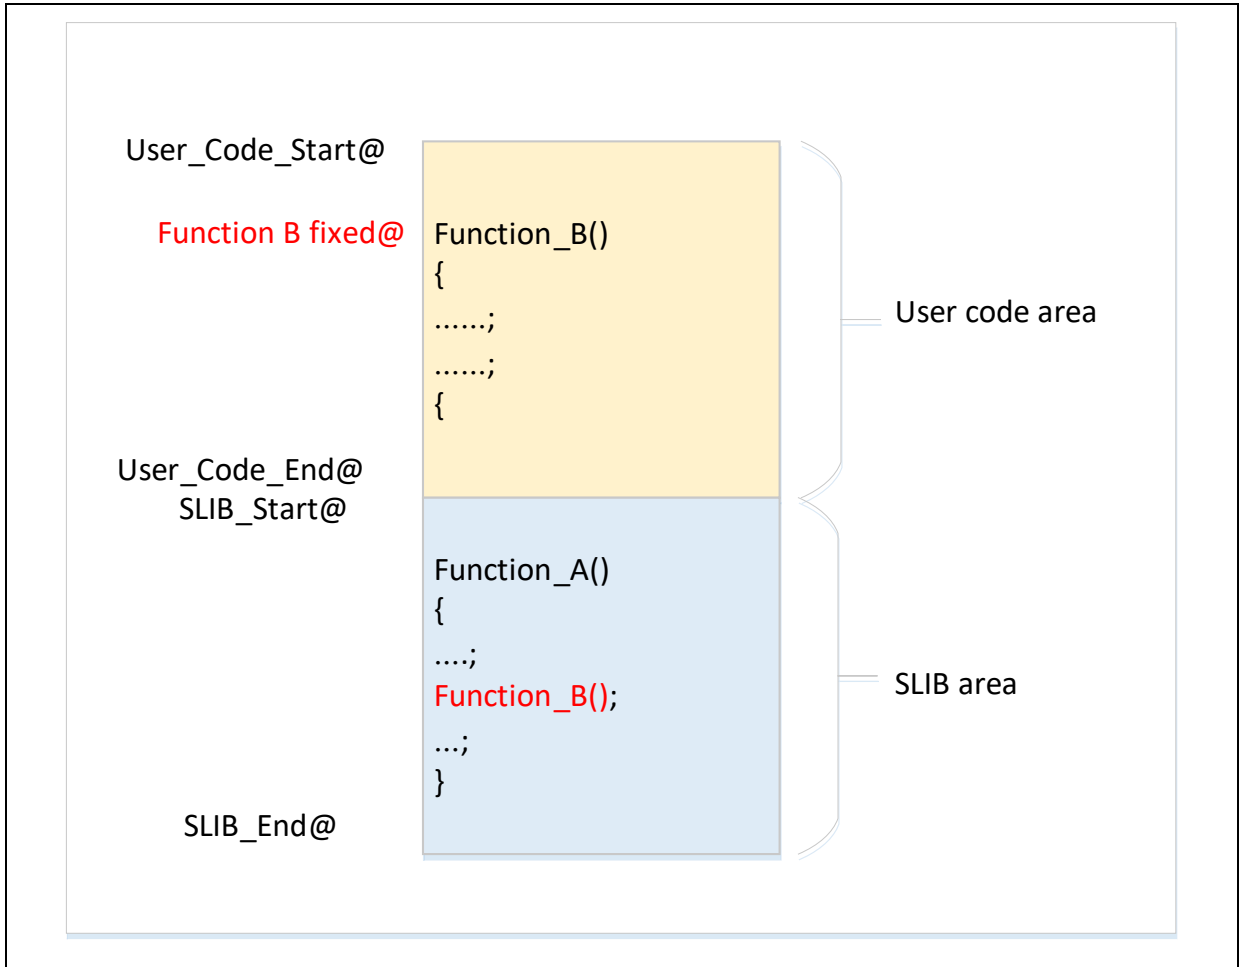 User_Code_Start@
Function B fixed@ Function_B()
{
......;
......;
{
User code area
User_Code_End@
SLIB_Start@
Function_A()
{
....;
Function_B();
...;
}
SLIB area
SLIB_End@